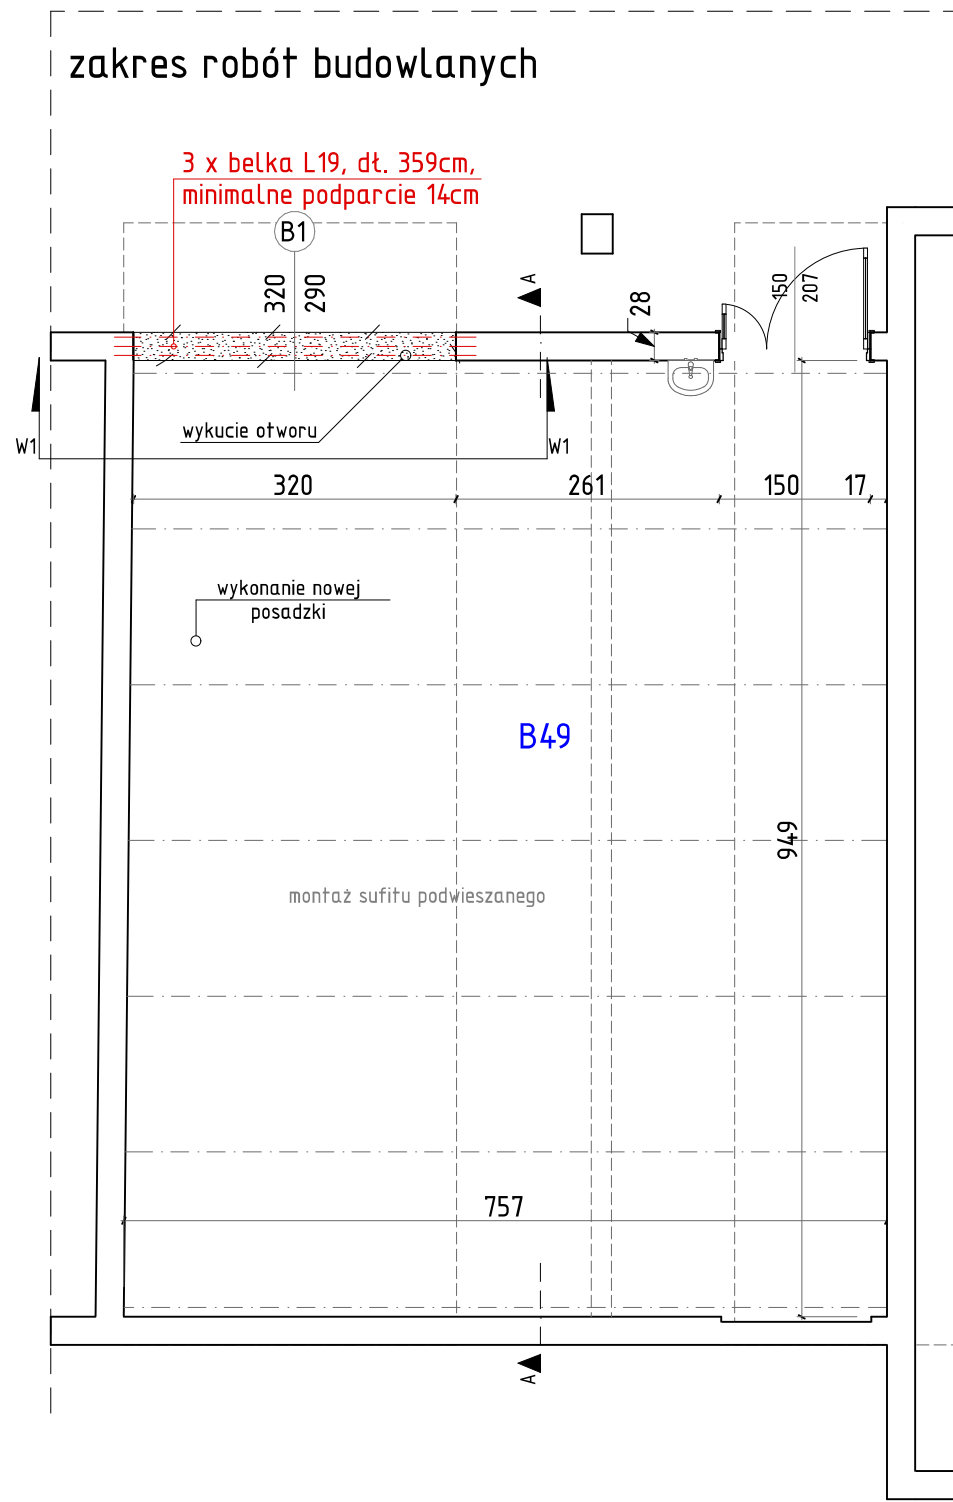 zakres robót budowlanych
3 x belka L19, dł. 359cm,
minimalne podparcie 14cm
B1
320
290
A
28
150
207
W1
W1
wykucie otworu
320
261
150
17
wykonanie nowej
posadzki
B49
949
montaż sufitu podwieszanego
757
A